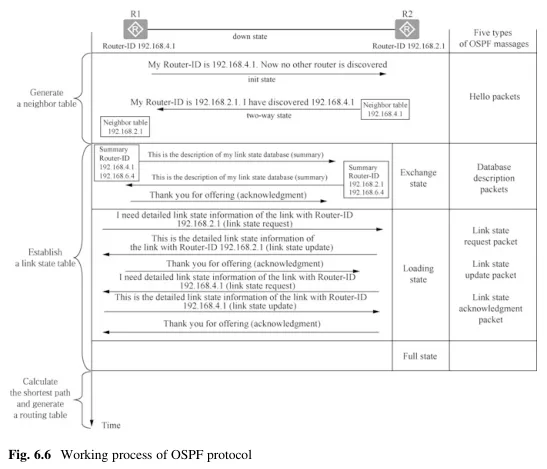 R1
R2
R
R
down state
Five types
of OSPF massages
Router-ID 192.168.4.1
Router-ID 192.168.2.1
My Router-ID is 192.168.4.1. Now no other router is discovered
init state
Generate
a neighbor table
Hello packets
My Router-ID is 192.168.2.1. I have discovered 192.168.4.1
two-way state
Neighbor table
192.168.4.1
Neighbor table
192.168.2.1
Summary
Router-ID
192.168.4.1
192.168.6.4
This is the description of my link state database (summary)
This is the description of my link state database (summary)
Thank you for offering (acknowledgment)
Summary
Router-ID
192.168.2.1
192.168.6.4
Exchange
state
Database
description
packets
I need detailed link state information of the link with Router-ID
192.168.2.1 (link state request)
This is the detailed link state information of
the link with Router-ID 192.168.2.1 (link state update)
Thank you for offering (acknowledgment)
I need detailed link state information of the link with Router-ID
192.168.4.1 (link state request)
This is the detailed link state information of the link with Router-ID
192.168.4.1 (link state update)
Thank you for offering (acknowledgment)
Establish
a link state table
Loading
state
Link state
request packet
Link state
update packet
Link state
acknowledgment
packet
Full state
Calculate
the shortest path
and generate
a routing table
Time
Fig. 6.6 Working process of OSPF protocol